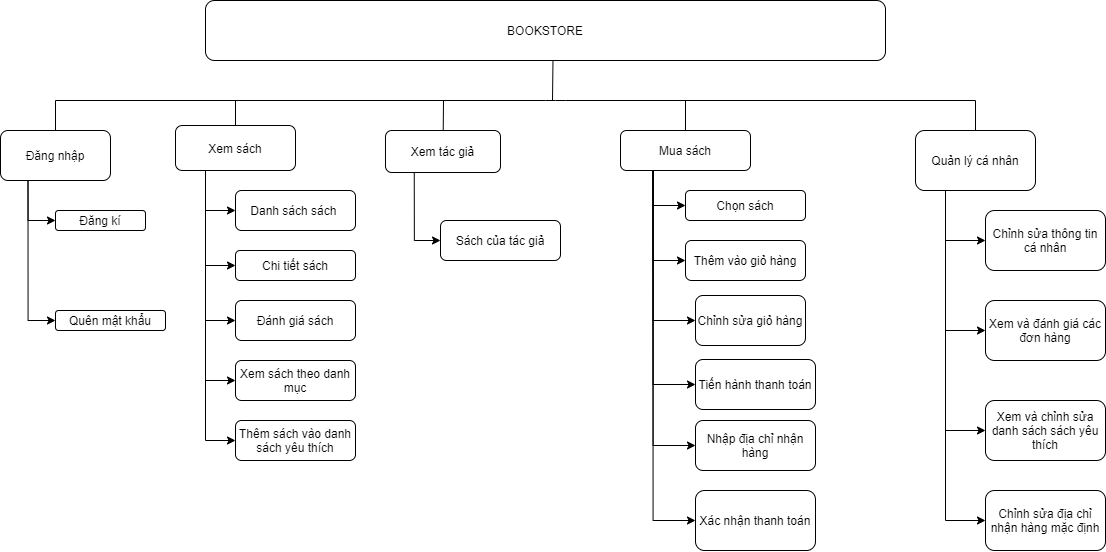 BOOKSTORE
Đăng nhập
Đăng kí
Quên mật khẩu
Xem sách
Danh sách sách
Chi tiết sách
Đánh giá sách
Xem sách theo danh
mục
Thêm sách vào danh
sách yêu thích
Xem tác giả
Sách của tác giả
Mua sách
Chọn sách
Thêm vào giỏ hàng
Chỉnh sửa giỏ hàng
Tiến hành thanh toán
Nhập địa chỉ nhận
hàng
Xác nhận thanh toán
Quản lý cá nhân
Chỉnh sửa thông tin
cá nhân
Xem và đánh giá các
đơn hàng
Xem và chỉnh sửa
danh sách sách yêu
thích
Chỉnh sửa địa chỉ
nhận hàng mặc định